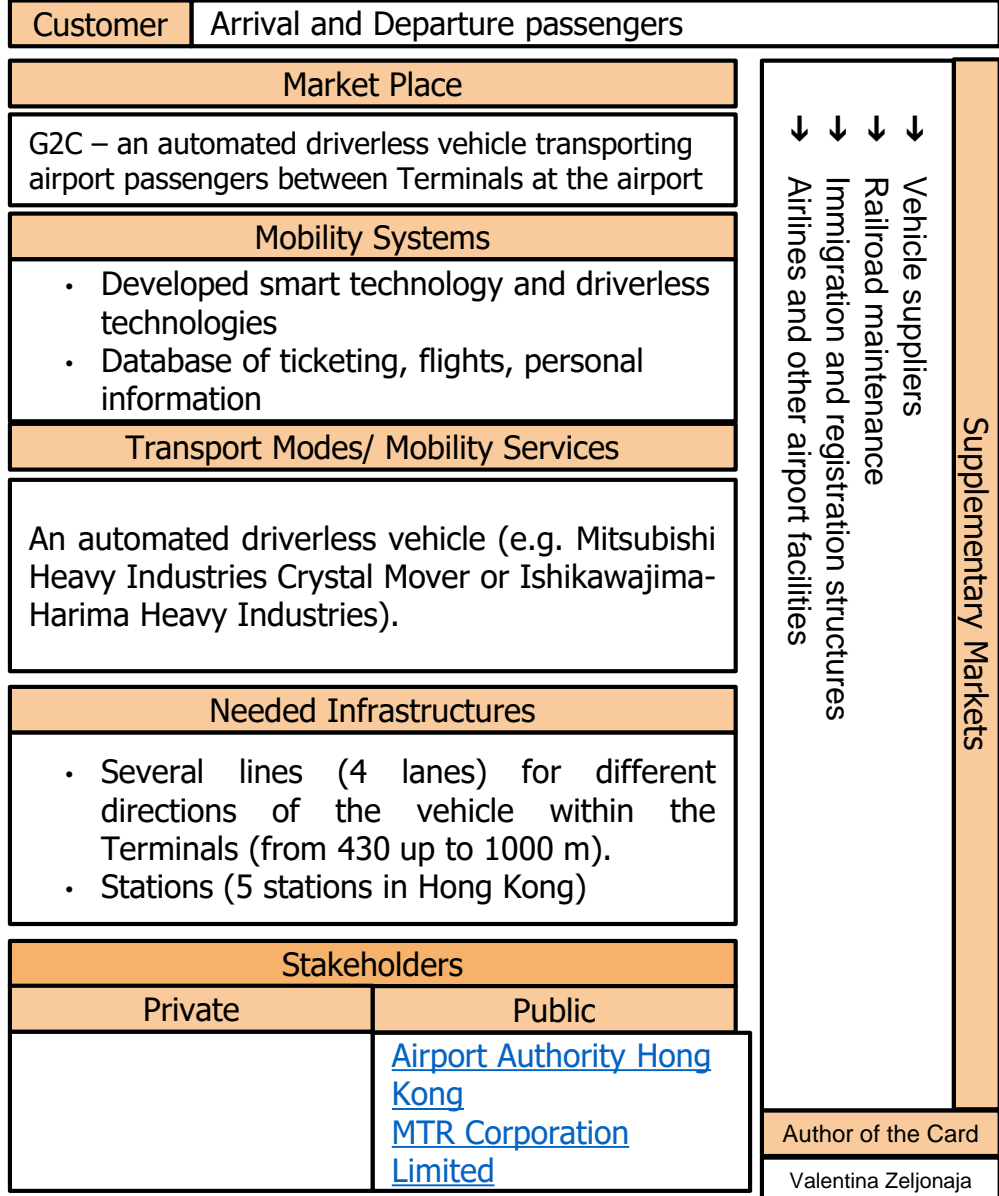 Customer
Arrival and Departure passengers
Market Place
G2C – an automated driverless vehicle transporting
airport passengers between Terminals at the airport
Mobility Systems
• Developed smart technology and driverless
technologies
• Database of ticketing, flights, personal
information
Transport Modes/ Mobility Services
An automated driverless vehicle (e.g. Mitsubishi
Heavy Industries Crystal Mover or Ishikawajima-
Harima Heavy Industries).
Needed Infrastructures
• Several lines (4 lanes) for different
directions of the vehicle within the
Terminals (from 430 up to 1000 m).
• Stations (5 stations in Hong Kong)
Stakeholders
Private
Public
Airport Authority Hong
Kong
MTR Corporation
Limited
Supplementary Markets
➔ Vehicle suppliers
➔ Railroad maintenance
➔ Immigration and registration structures
➔ Airlines and other airport facilities
Author of the Card
Valentina Zeljonaja